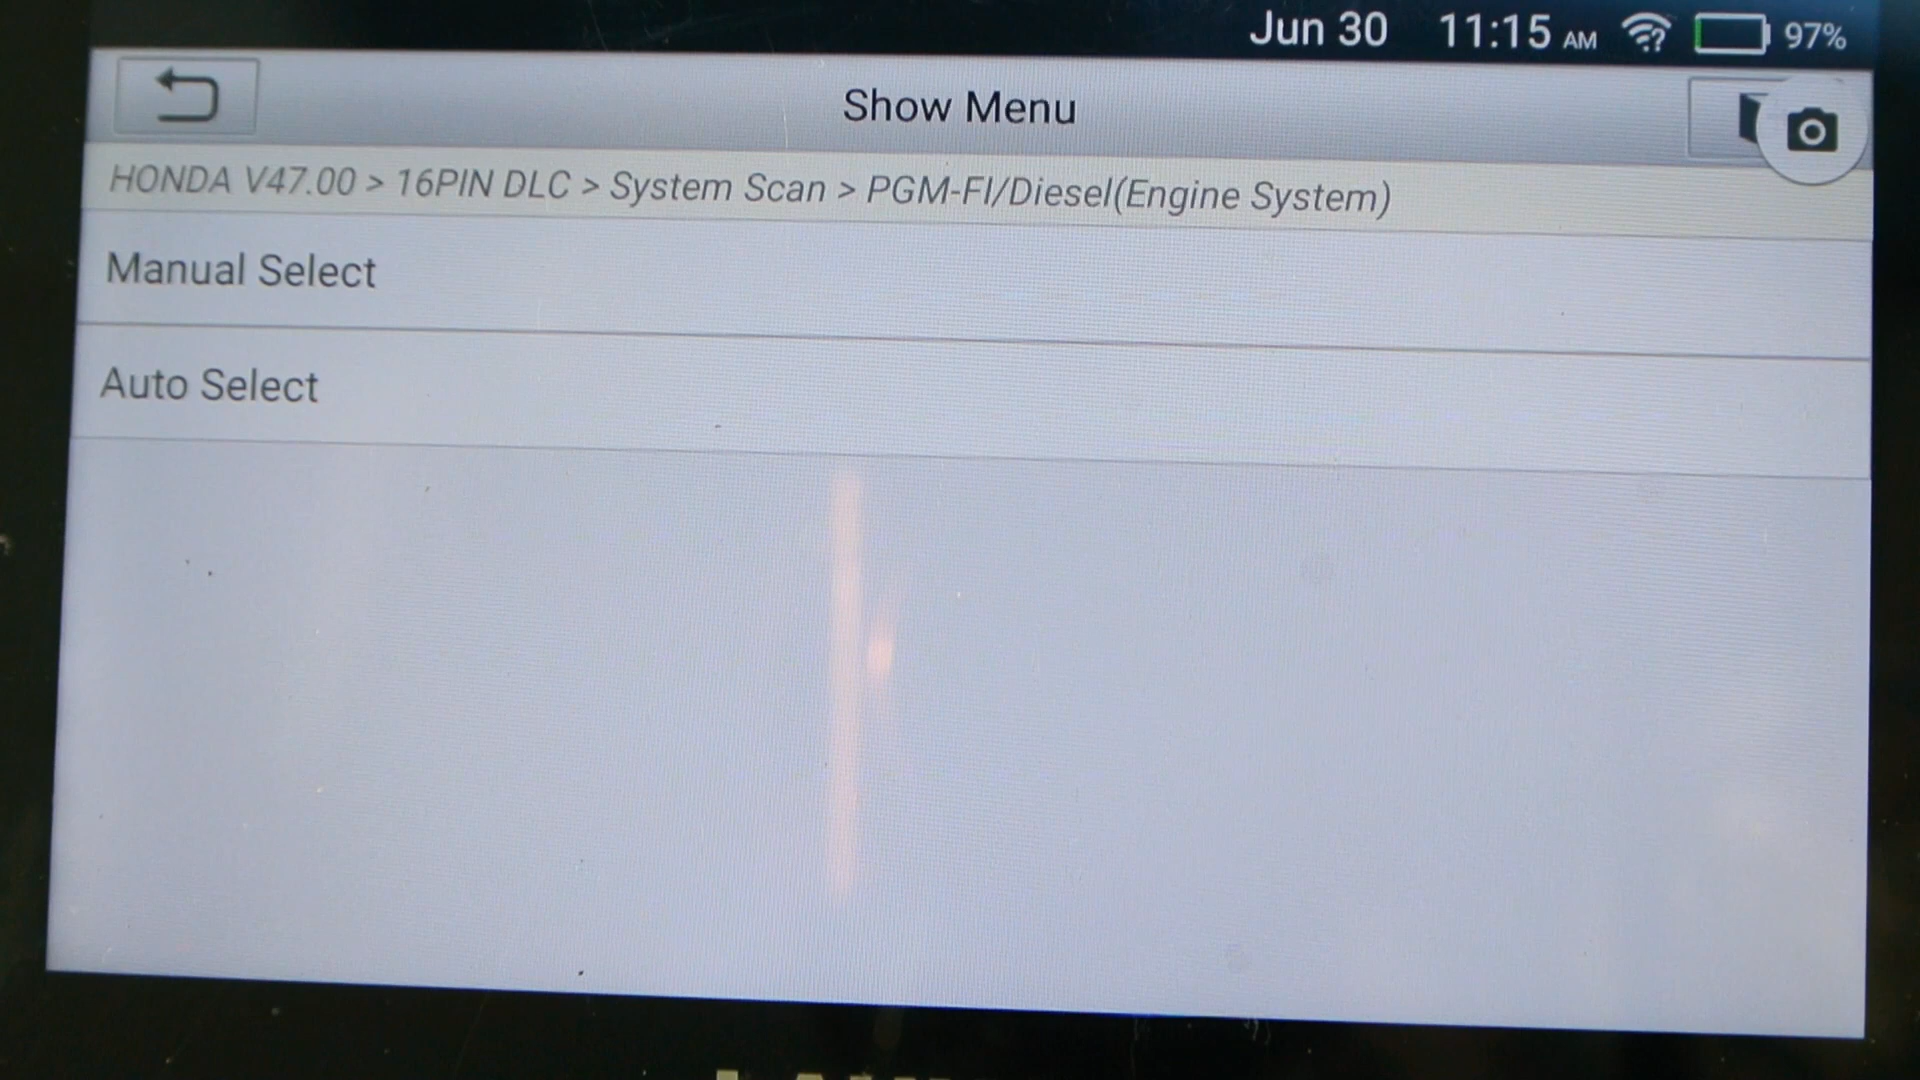 Jun 30 11:15 AM 97%
Show Menu
HONDA V47.00 > 16PIN DLC > System Scan > PGM-FI/Diesel(Engine System)
Manual Select
Auto Select